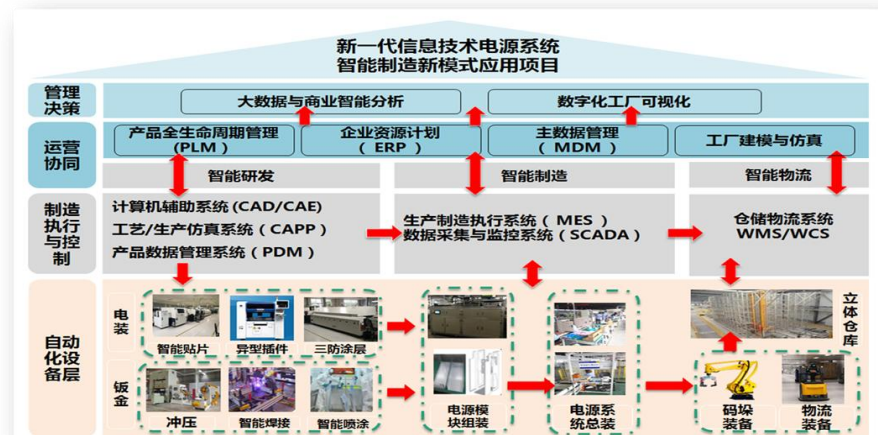 新一代信息技术电源系统
智能制造新模式应用项目
管理
决策
大数据与商业智能分析
数字化工厂可视化
运营
协同
产品全生命周期管理
(PLM )
企业资源计划
( ERP )
主数据管理
( MDM )
工厂建模与仿真
智能研发
智能制造
智能物流
制造
执行
与控
制
计算机辅助系统 (CAD/CAE)
工艺/生产仿真系统 ( CAPP )
产品数据管理系统 ( PDM )
生产制造执行系统 ( MES )
数据采集与监控系统 ( SCADA )
仓储物流系统
WMS/WCS
自动
化设
备层
电装
智能贴片
异型插件
三防涂层
钣金
冲压
智能焊接
智能喷涂
电源模
块组装
电源系
统总装
立体仓库
码垛
装备
物流
装备